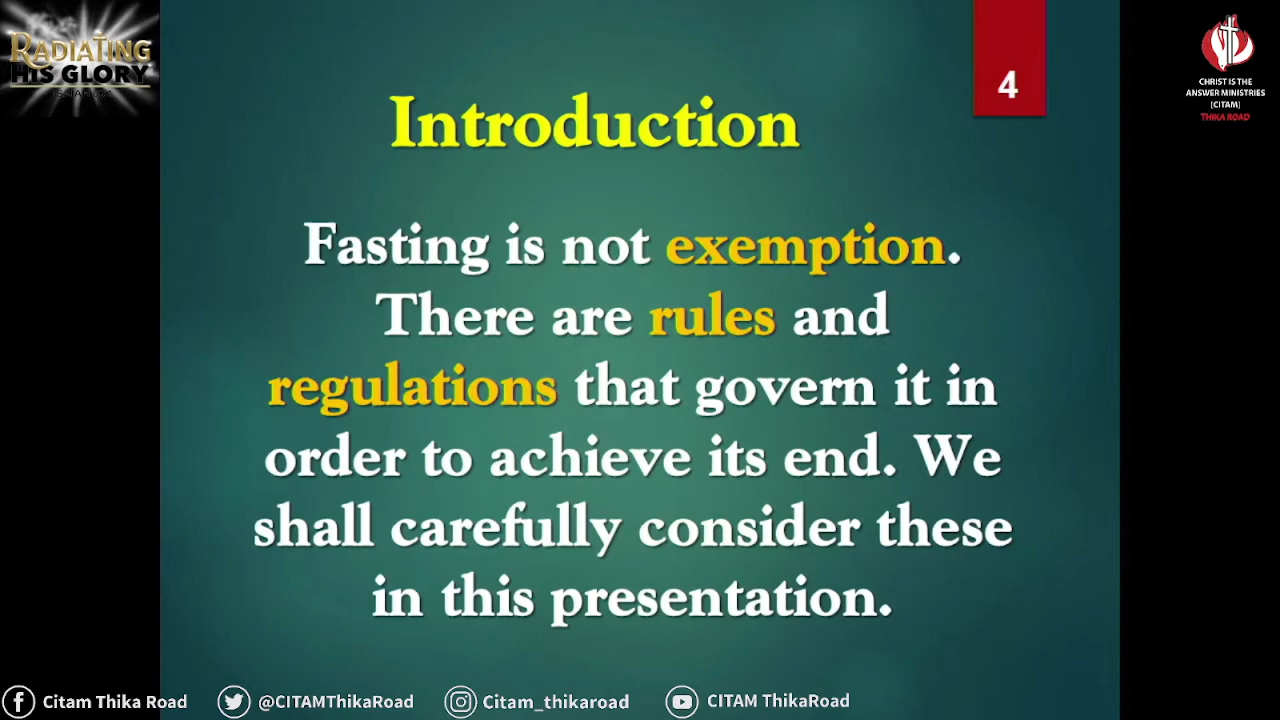 RADIATING
HIS GLORY
4
CHRIST IS THE
ANSWER MINISTRIES
(CITAM)
THIKA ROAD
Introduction
Fasting is not exemption.
There are rules and
regulations that govern it in
order to achieve its end. We
shall carefully consider these
in this presentation.
Citam Thika Road
@CITAMThikaRoad
Citam_thikaroad
CITAM ThikaRoad